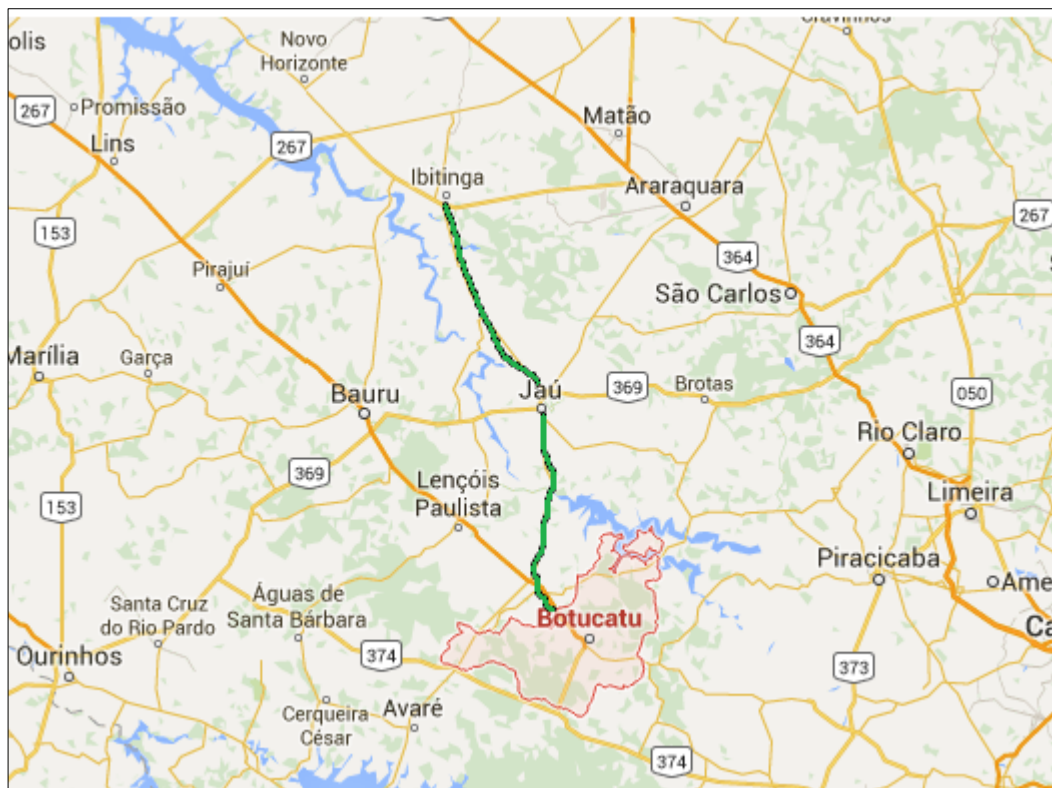 olis
Novo
Horizonte
Cravinhos
267
Promissão
Lins
267
Matão
Ibitinga
Araraquara
267
153
Pirajuí
364
São Carlos
364
Marília
Garça
Bauru
Jaú
369
Brotas
050
Rio Claro
369
Lençóis
Paulista
Limeira
153
Piracicaba
Ame
Santa Cruz
do Rio Pardo
Águas de
Santa Bárbara
Botucatu
Ca
Ourinhos
374
373
Cerqueira
César
Avaré
374